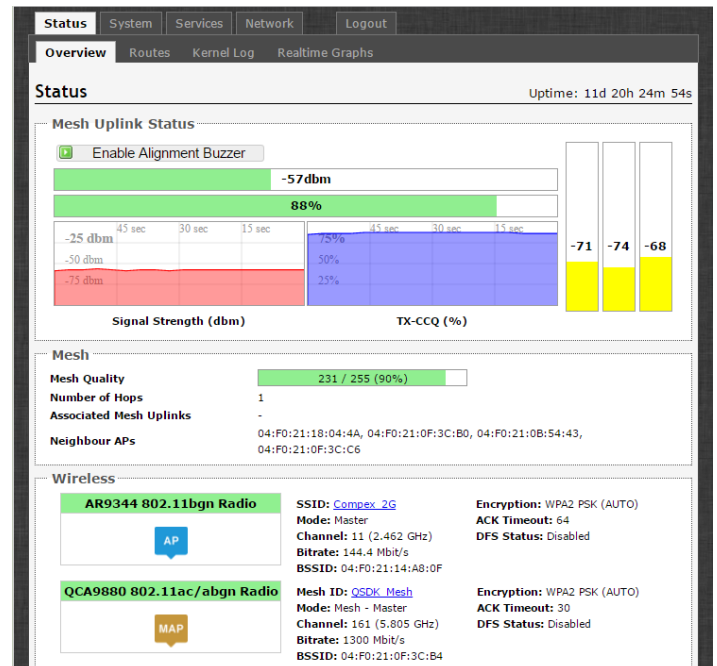 Status System Services Network Logout
Overview Routes Kernel Log Realtime Graphs
Status Uptime: 11d 20h 24m 54s
Mesh Uplink Status
Enable Alignment Buzzer
-57dbm
88%
45 sec 30 sec 15 sec
-25 dbm
-50 dbm
-75 dbm
Signal Strength (dbm)
45 sec 30 sec 15 sec
75%
50%
25%
TX-CCQ (%)
-71 -74 -68
Mesh
Mesh Quality 231 / 255 (90%)
Number of Hops 1
Associated Mesh Uplinks -
Neighbour APs 04:F0:21:18:04:4A, 04:F0:21:0F:3C:B0, 04:F0:21:0B:54:43,
04:F0:21:0F:3C:C6
Wireless
AR9344 802.11bgn Radio
AP
SSID: Compex_2G
Mode: Master
Channel: 11 (2.462 GHz)
Bitrate: 144.4 Mbit/s
BSSID: 04:F0:21:14:A8:0F
Encryption: WPA2 PSK (AUTO)
ACK Timeout: 64
DFS Status: Disabled
QCA9880 802.11ac/abgn Radio
MAP
Mesh ID: QSDK_Mesh
Mode: Mesh - Master
Channel: 161 (5.805 GHz)
Bitrate: 1300 Mbit/s
BSSID: 04:F0:21:0F:3C:B4
Encryption: WPA2 PSK (AUTO)
ACK Timeout: 30
DFS Status: Disabled